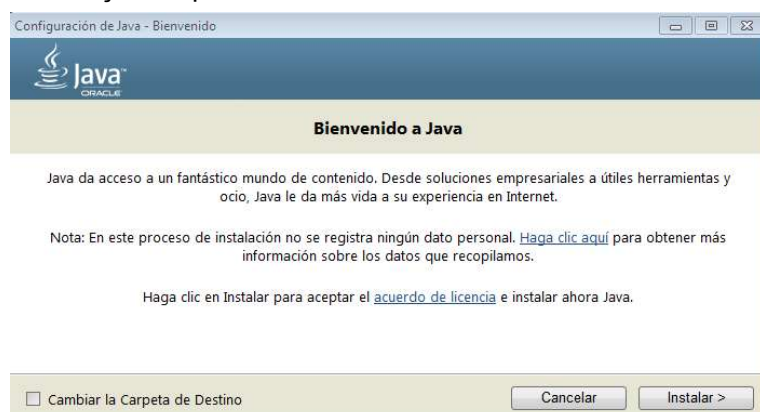 Configuración de Java - Bienvenido
Java™
ORACLE
Bienvenido a Java
Java da acceso a un fantástico mundo de contenido. Desde soluciones empresariales a útiles herramientas y
ocio, Java le da más vida a su experiencia en Internet.
Nota: En este proceso de instalación no se registra ningún dato personal. Haga clic aquí para obtener más
información sobre los datos que recopilamos.
Haga clic en Instalar para aceptar el acuerdo de licencia e instalar ahora Java.
Cambiar la Carpeta de Destino
Cancelar
Instalar >